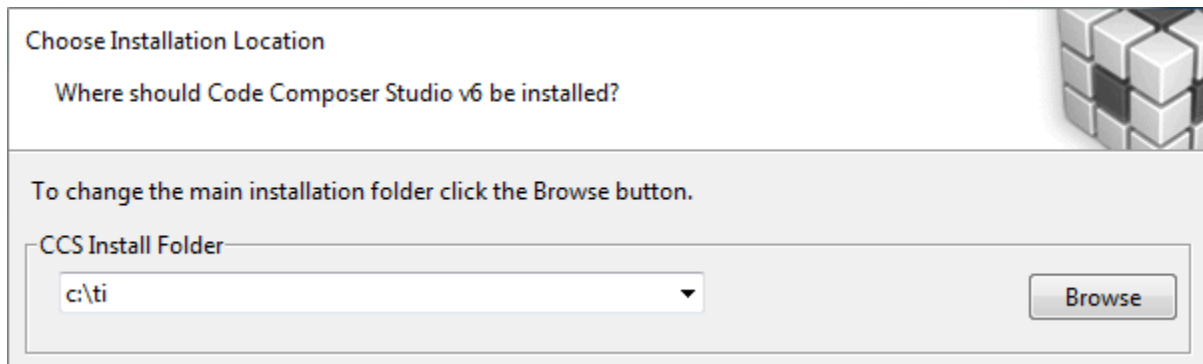 Choose Installation Location
Where should Code Composer Studio v6 be installed?
To change the main installation folder click the Browse button.
CCS Install Folder
c:\ti
Browse